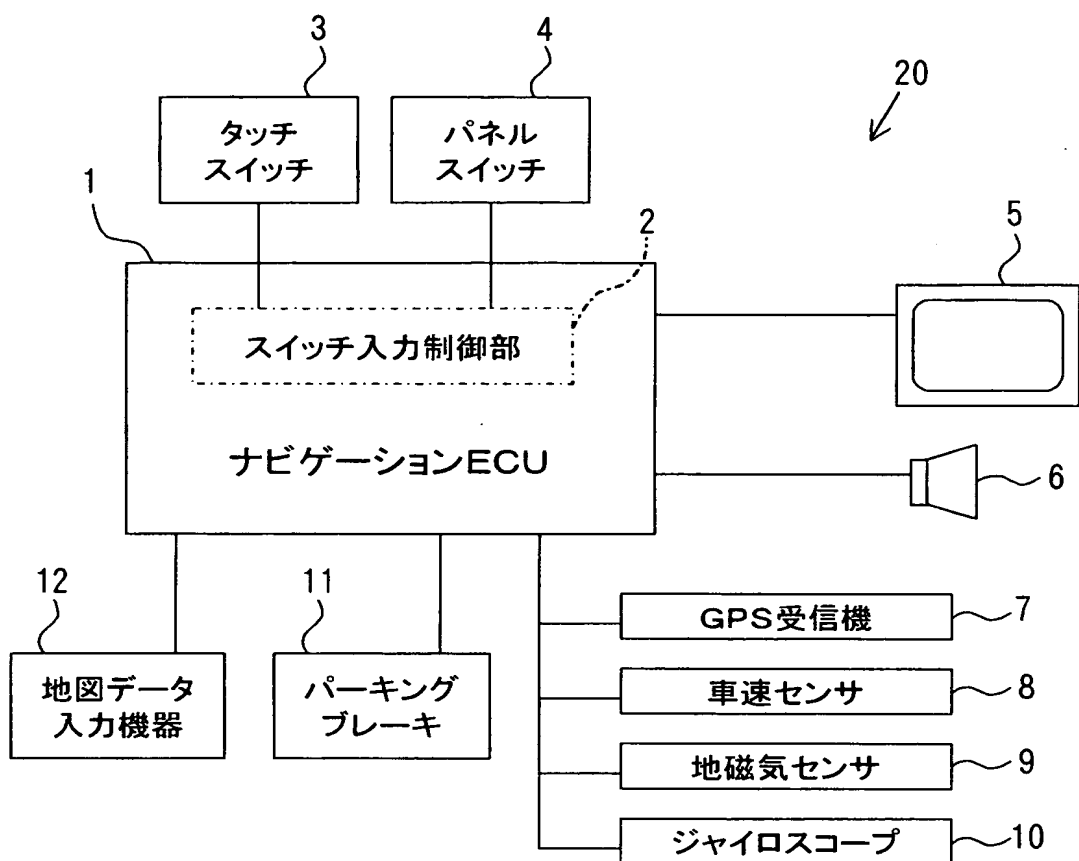 3
4
20
タッチ
スイッチ
パネル
スイッチ
1
2
5
スイッチ入力制御部
ナビゲーションECU
6
12
11
GPS受信機
7
地図データ
入力機器
パーキング
ブレーキ
車速センサ
8
地磁気センサ
9
ジャイロスコープ
10